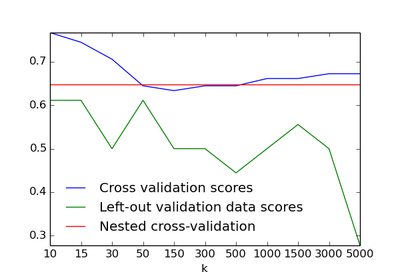 0.7
0.6
0.5
0.4
0.3
Cross validation scores
Left-out validation data scores
Nested cross-validation
10 15 30 50 150 300 500 1000 1500 3000 5000
k